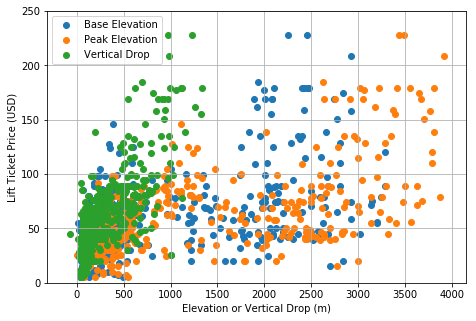 250
200
150
100
50
0
Lift Ticket Price (USD)
Base Elevation
Peak Elevation
Vertical Drop
0 500 1000 1500 2000 2500 3000 3500 4000
Elevation or Vertical Drop (m)